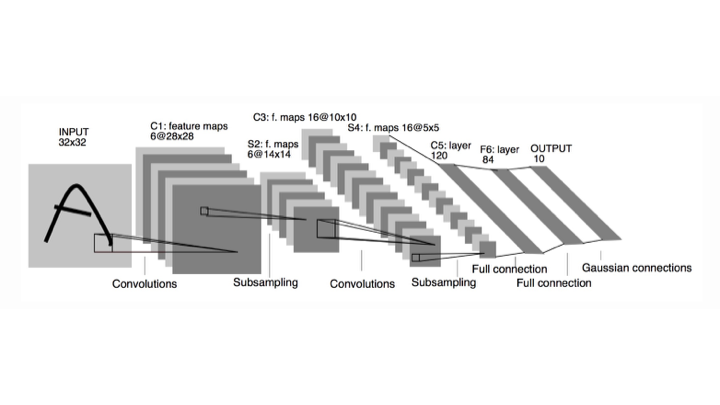 INPUT
32x32
C1: feature maps
6@28x28
C3: f. maps 16@10x10
S2: f. maps
6@14x14
S4: f. maps 16@5x5
C5: layer
120
F6: layer
84
OUTPUT
10
Convolutions
Subsampling
Convolutions
Subsampling
Full connection
Full connection
Gaussian connections
A